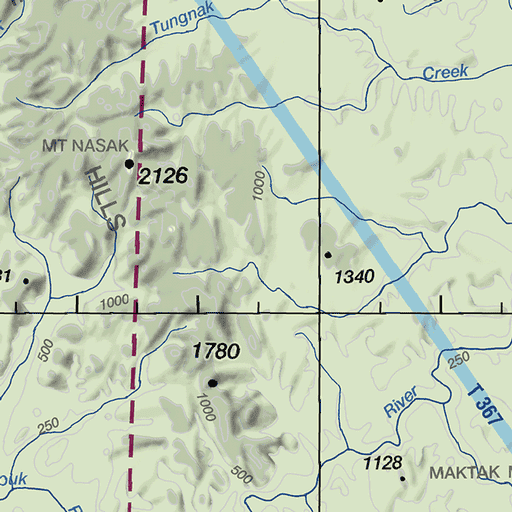 Tungnak
Creek
MT NASAK
2126
HILLS
1000
1340
1000
500
1780
250
T 367
1000
River
250
1128
MAKTAK
500